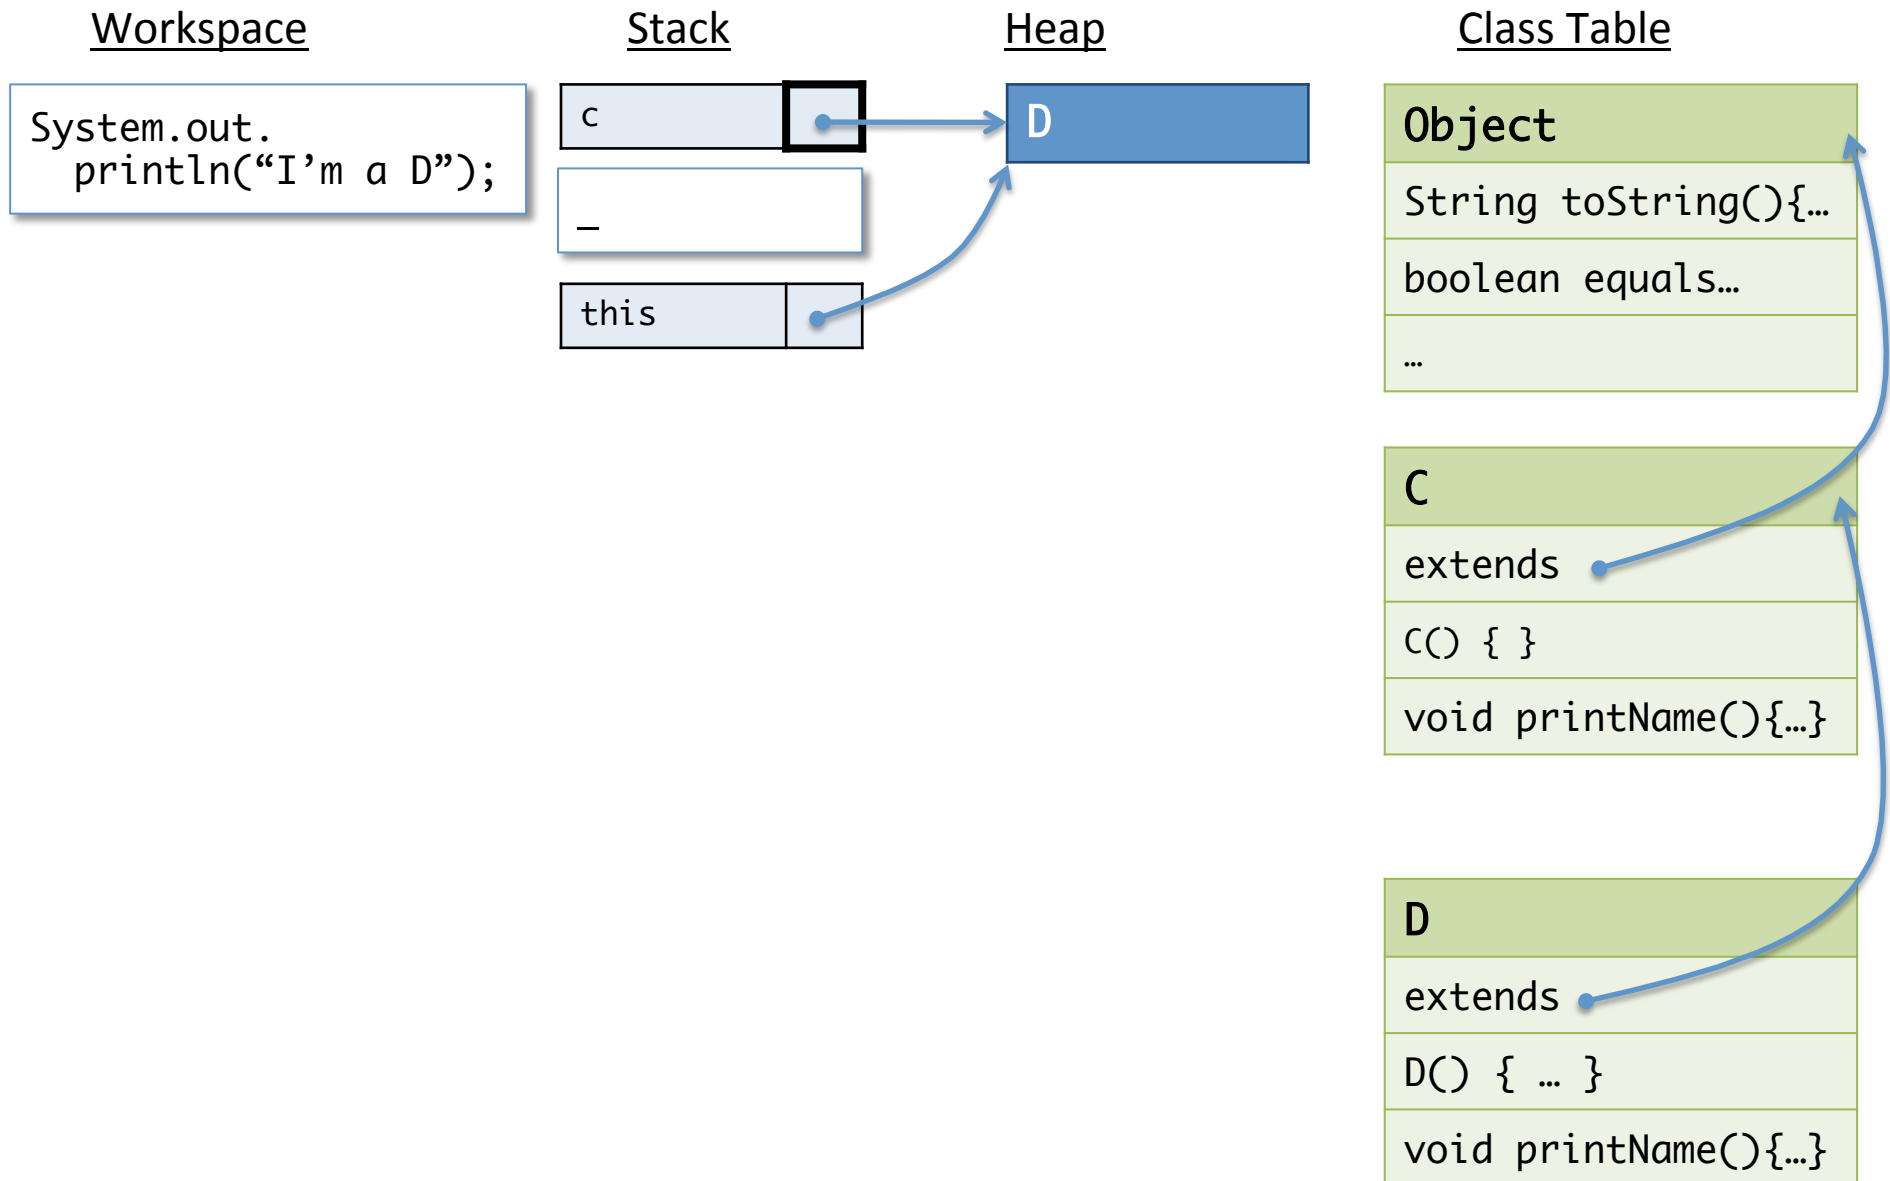 Workspace
Stack
Heap
Class Table
System.out.
println(“I’m a D”);
c
_
this
D
Object
String toString(){…
boolean equals…
…
C
extends
C() { }
void printName(){…}
D
extends
D() { … }
void printName(){…}